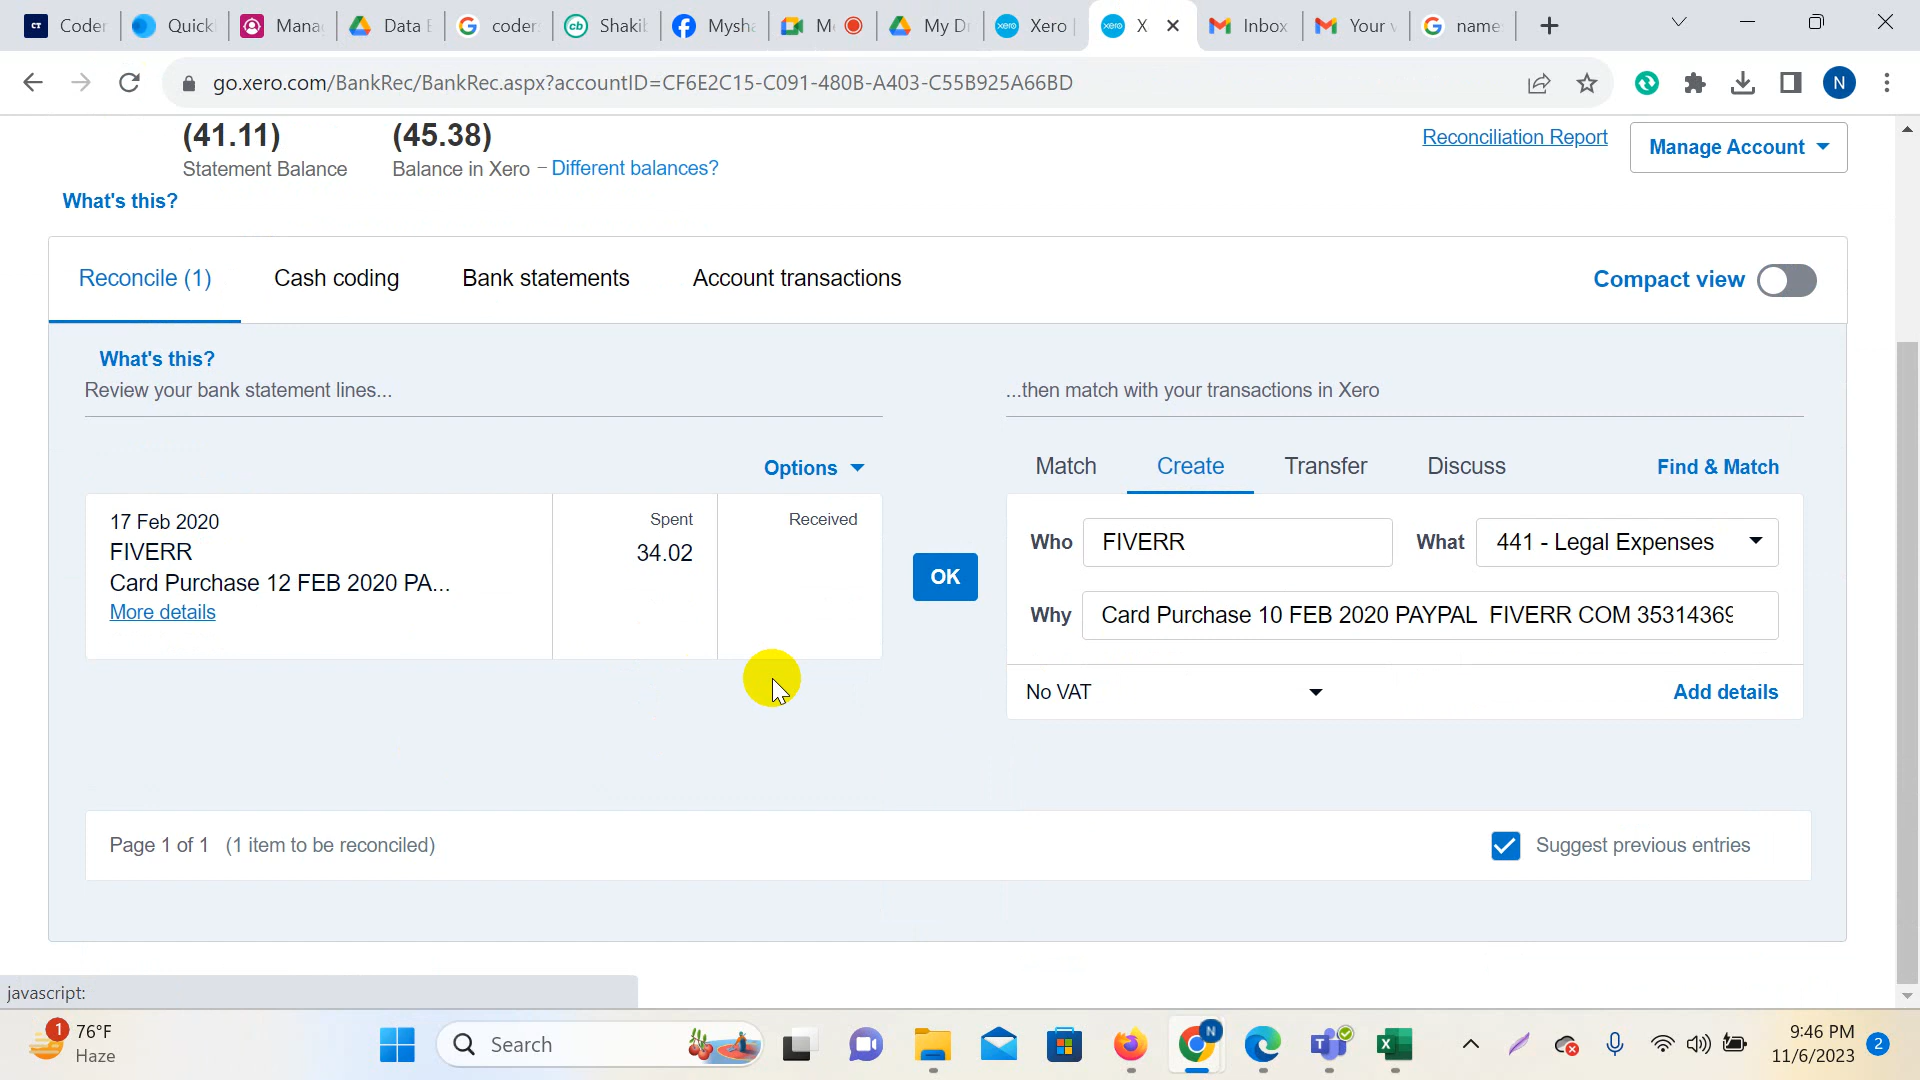 Coder
Quick
Mana
Data
coder
Shakil
Mysh
M
My D
Xero
X
Inbox
Your
name
go.xero.com/BankRec/BankRec.aspx?accountID=CF6E2C15-C091-480B-A403-C55B925A66BD
N
(41.11)
(45.38)
Statement Balance
Balance in Xero - Different balances?
Reconciliation Report
Manage Account
What's this?
Reconcile (1)
Cash coding
Bank statements
Account transactions
Compact view
What's this?
Review your bank statement lines...
...then match with your transactions in Xero
Options
Match
Create
Transfer
Discuss
Find & Match
17 Feb 2020
FIVERR
Card Purchase 12 FEB 2020 PA...
More details
Spent
34.02
Received
OK
Who FIVERR
What 441 - Legal Expenses
Why Card Purchase 10 FEB 2020 PAYPAL FIVERR COM 35314369
No VAT
Add details
Page 1 of 1 (1 item to be reconciled)
Suggest previous entries
javascript:
1
76°F
Haze
Search
9:46 PM
11/6/2023
2